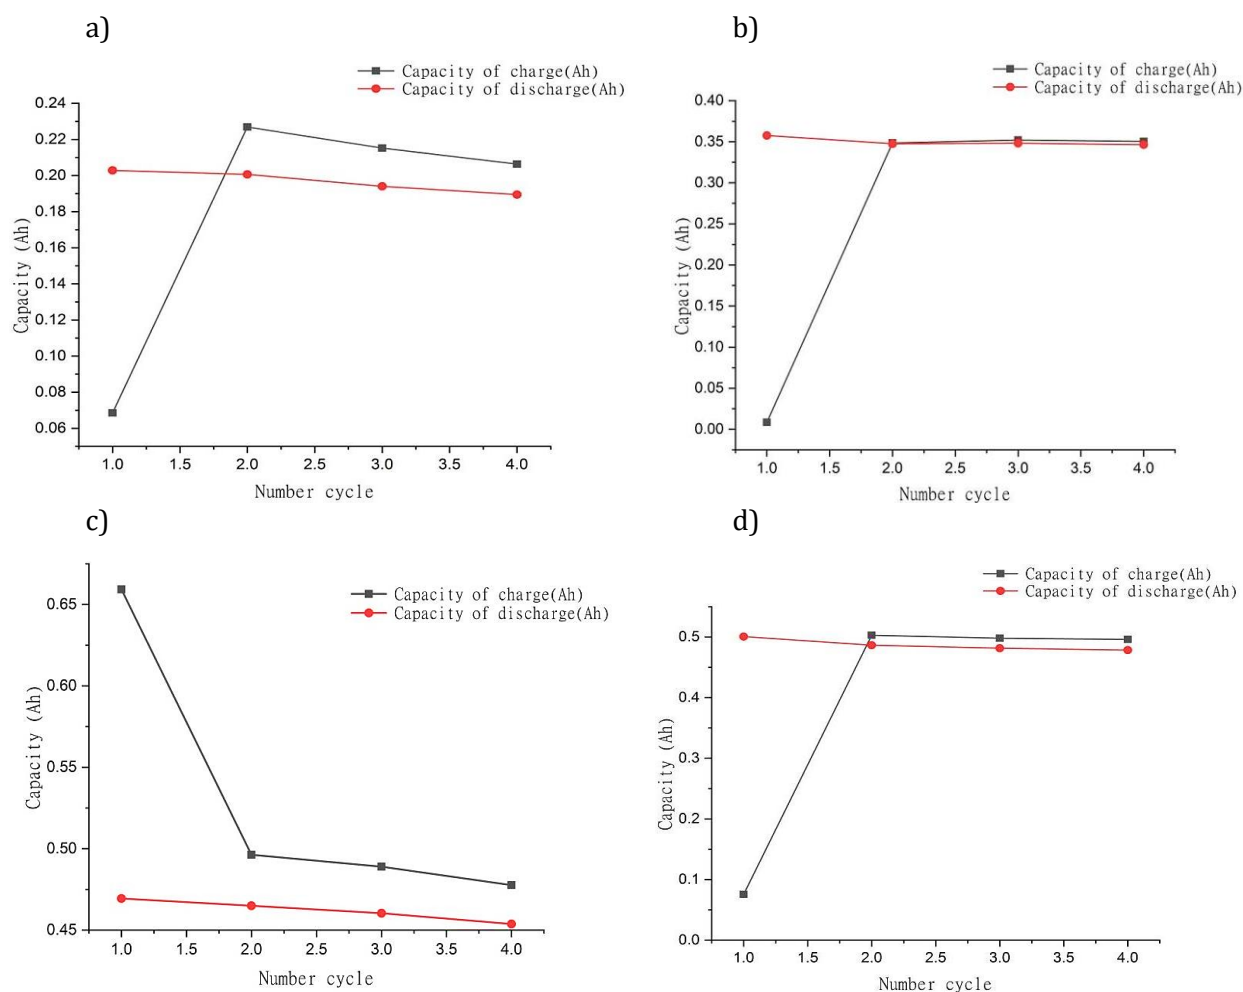 a)
Capacity of charge(Ah)
Capacity of discharge(Ah)
0.24
0.22
0.20
0.18
0.16
0.14
0.12
0.10
0.08
0.06
Capacity (Ah)
1.0 1.5 2.0 2.5 3.0 3.5 4.0
Number cycle
b)
Capacity of charge(Ah)
Capacity of discharge(Ah)
0.40
0.35
0.30
0.25
0.20
0.15
0.10
0.05
0.00
Capacity (Ah)
1.0 1.5 2.0 2.5 3.0 3.5 4.0
Number cycle
c)
Capacity of charge(Ah)
Capacity of discharge(Ah)
0.65
0.60
0.55
0.50
0.45
Capacity (Ah)
1.0 1.5 2.0 2.5 3.0 3.5 4.0
Number cycle
d)
Capacity of charge(Ah)
Capacity of discharge(Ah)
0.5
0.4
0.3
0.2
0.1
0.0
Capacity (Ah)
1.0 1.5 2.0 2.5 3.0 3.5 4.0
Number cycle